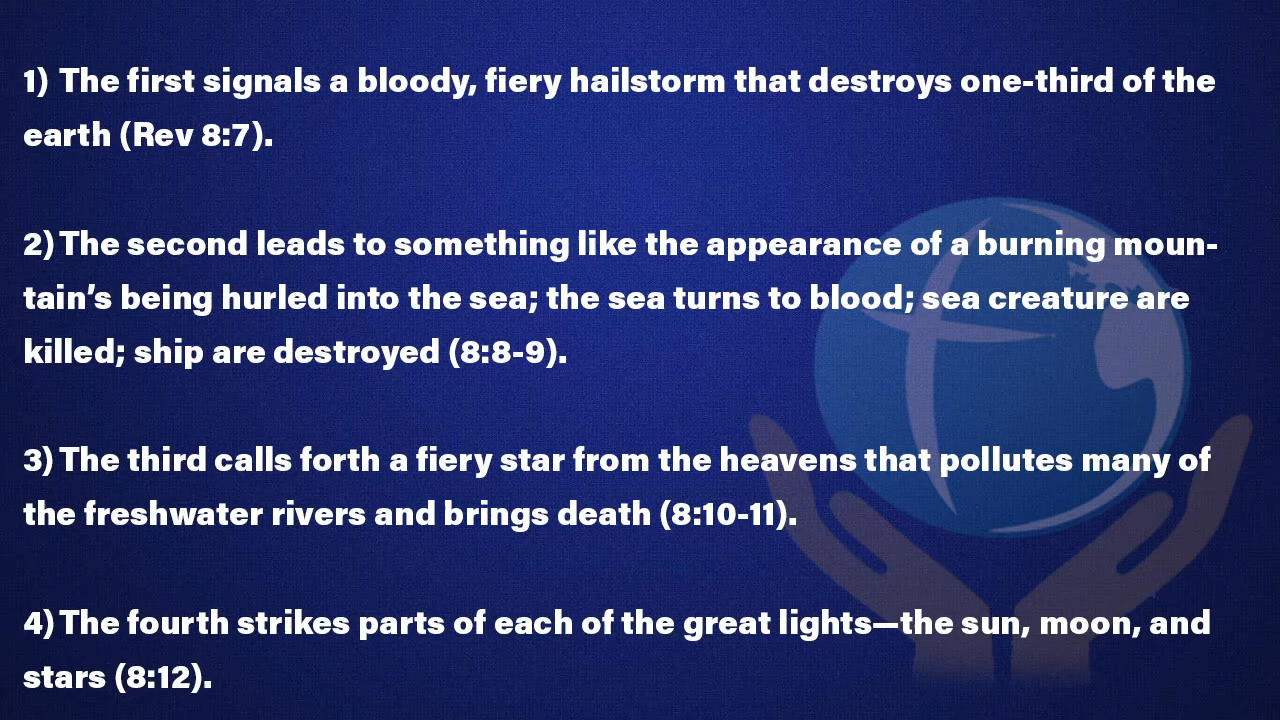 1) The first signals a bloody, fiery hailstorm that destroys one-third of the
earth (Rev 8:7).
2) The second leads to something like the appearance of a burning moun-
tain’s being hurled into the sea; the sea turns to blood; sea creature are
killed; ship are destroyed (8:8-9).
3) The third calls forth a fiery star from the heavens that pollutes many of
the freshwater rivers and brings death (8:10-11).
4) The fourth strikes parts of each of the great lights—the sun, moon, and
stars (8:12).